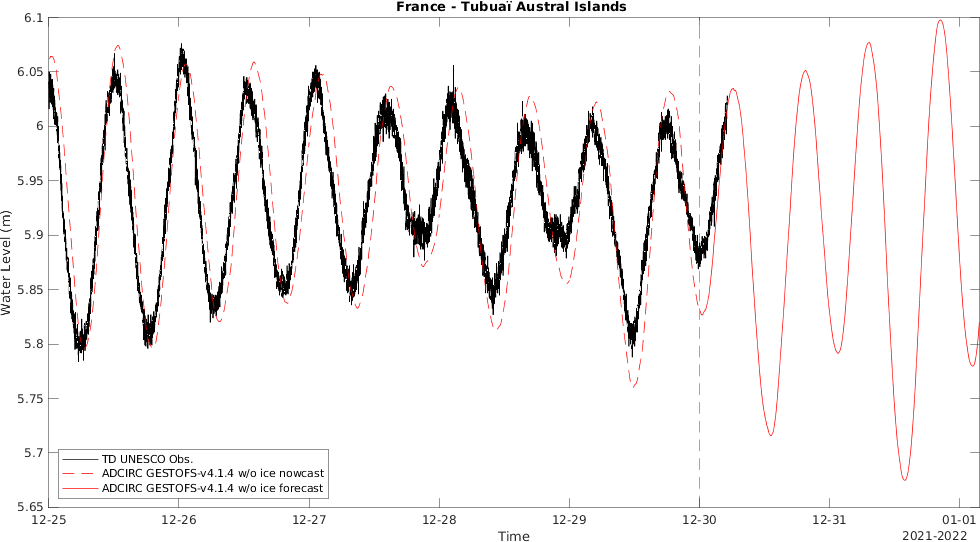 France - Tubuaï Austral Islands
6.1
6.05
6
5.95
5.9
5.85
5.8
5.75
5.7
5.65
Water Level (m)
TD UNESCO Obs.
ADCIRC GESTOFS-v4.1.4 w/o ice nowcast
ADCIRC GESTOFS-v4.1.4 w/o ice forecast
12-25 12-26 12-27 12-28 12-29 12-30 12-31 01-01
Time
2021-2022